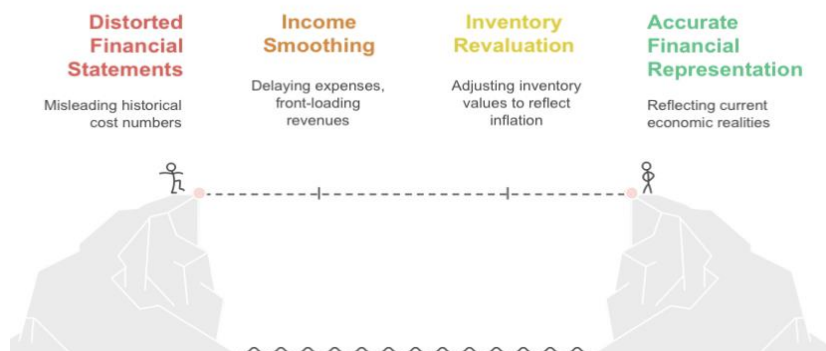 Distorted
Financial
Statements
Misleading historical
cost numbers
Income
Smoothing
Delaying expenses,
front-loading
revenues
Inventory
Revaluation
Adjusting inventory
values to reflect
inflation
Accurate
Financial
Representation
Reflecting current
economic realities